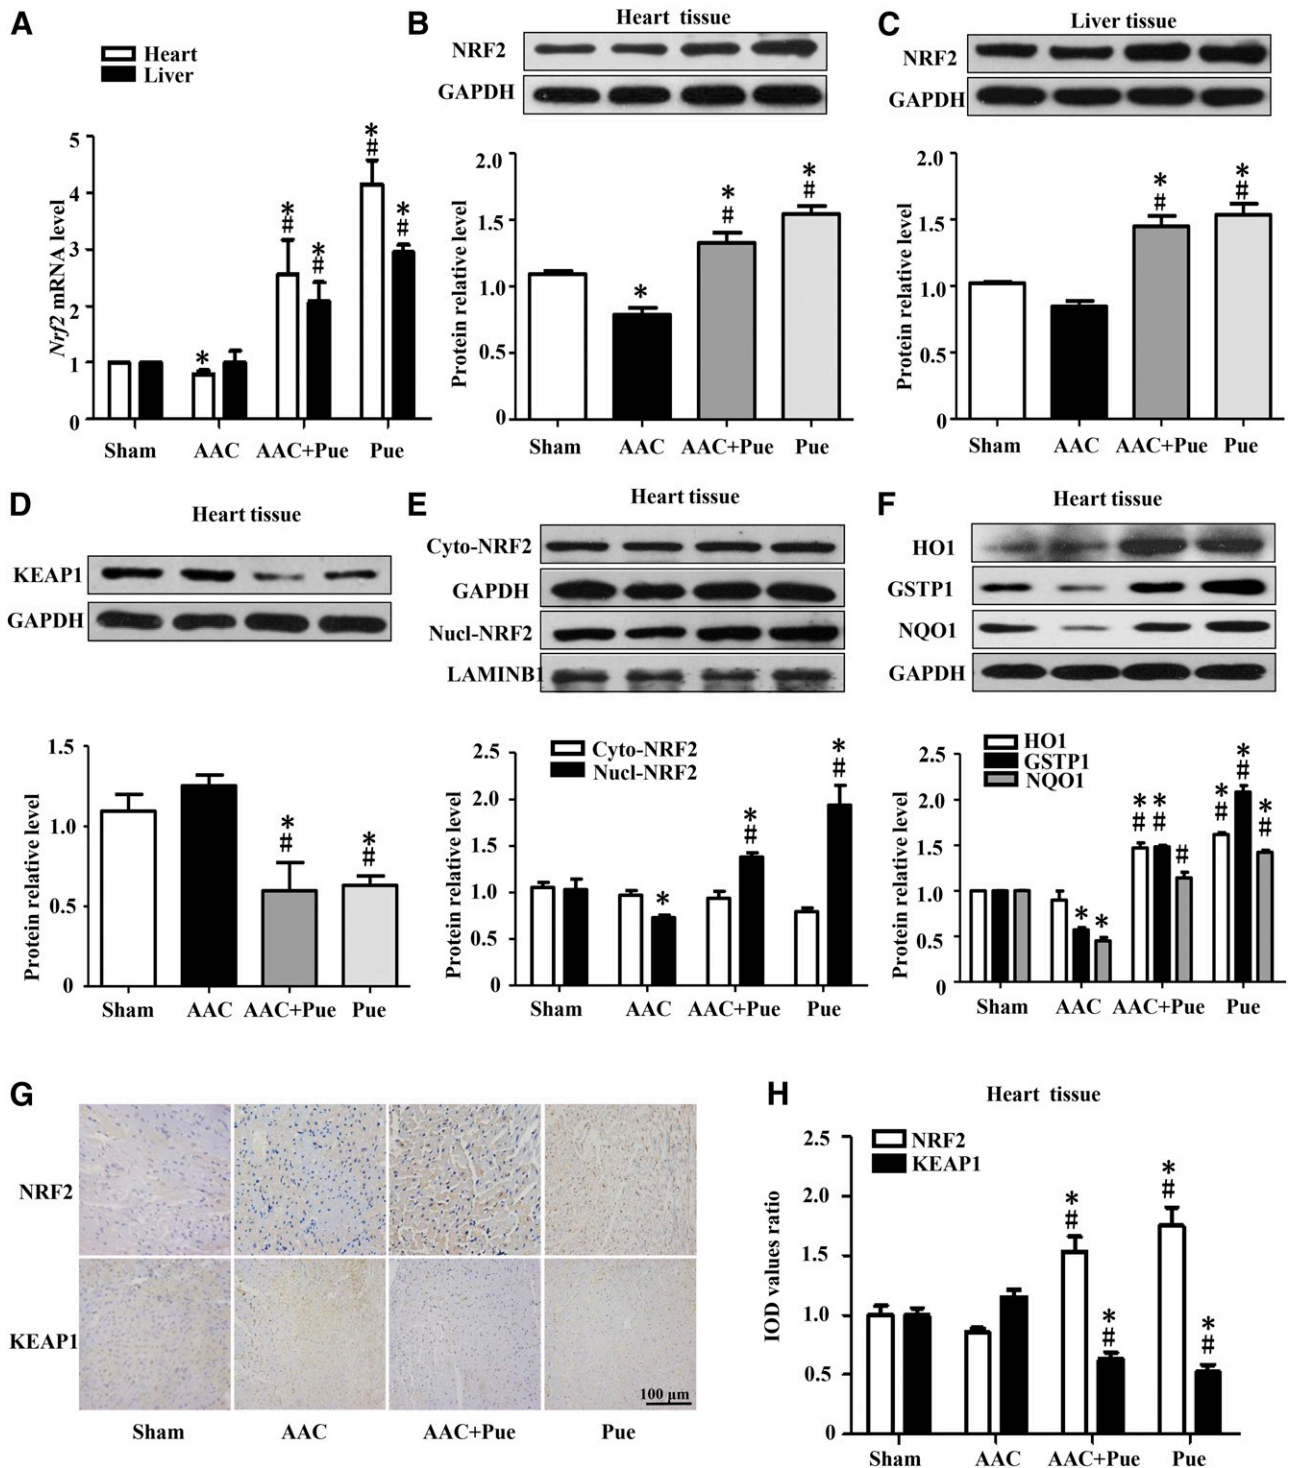 A
Heart
Liver
Nrf2 mRNA level
5
4
3
2
1
0
*
*
#
*
#
*
#
*
#
Sham AAC AAC+Pue Pue
B
Heart tissue
NRF2
GAPDH
Protein relative level
2.0
1.5
1.0
0.5
0
*
*
#
*
#
Sham AAC AAC+Pue Pue
C
Liver tissue
NRF2
GAPDH
Protein relative level
2.0
1.5
1.0
0.5
0
*
#
*
#
Sham AAC AAC+Pue Pue
D
Heart tissue
KEAP1
GAPDH
Protein relative level
1.5
1.0
0.5
0
*
#
*
#
Sham AAC AAC+Pue Pue
E
Heart tissue
Cyto-NRF2
GAPDH
Nucl-NRF2
LAMINB1
Cyto-NRF2
Nucl-NRF2
Protein relative level
2.5
2.0
1.5
1.0
0.5
0
*
*
#
*
#
Sham AAC AAC+Pue Pue
F
Heart tissue
HO1
GSTP1
NQO1
GAPDH
HO1
GSTP1
NQO1
Protein relative level
2.5
2.0
1.5
1.0
0.5
0
* *
* *
# #
#
*
#
*
#
*
#
Sham AAC AAC+Pue Pue
G
NRF2
KEAP1
100 μm
Sham AAC AAC+Pue Pue
H
Heart tissue
NRF2
KEAP1
IOD values ratio
2.5
2.0
1.5
1.0
0.5
0
*
#
*
#
*
#
*
#
Sham AAC AAC+Pue Pue